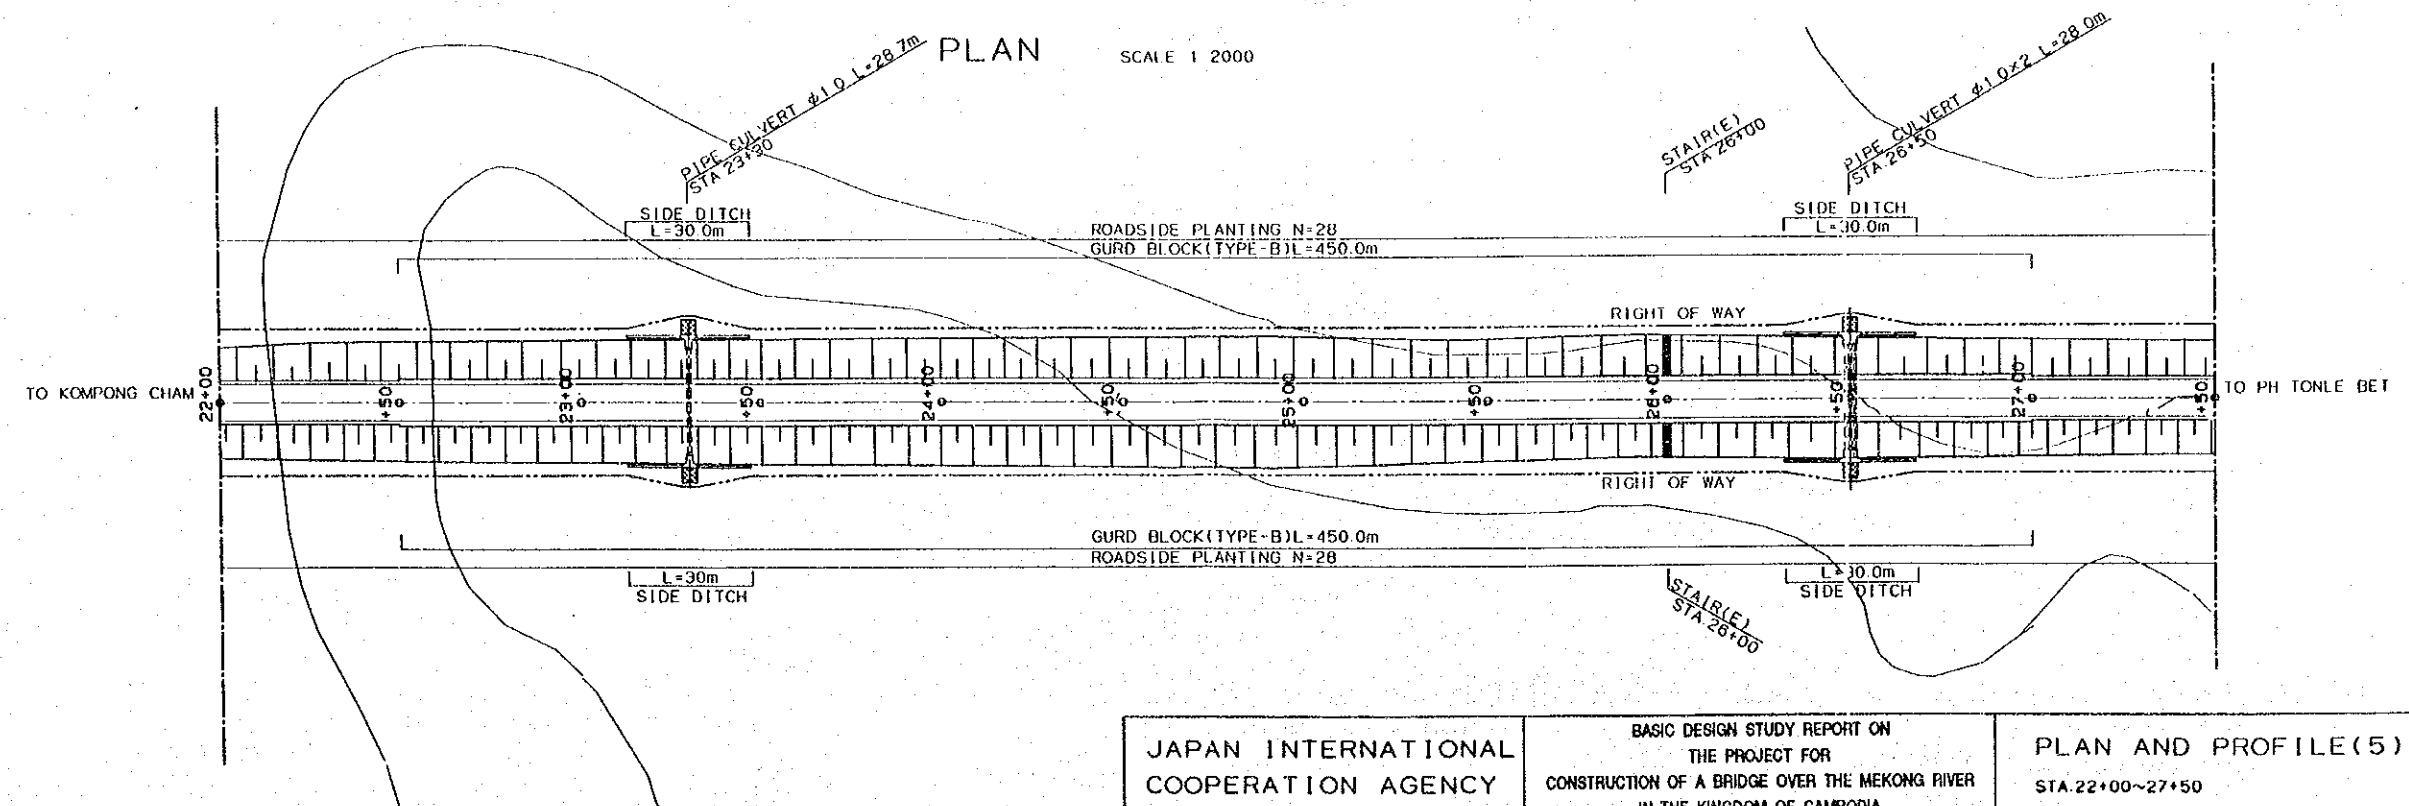 PLAN
SCALE 1 2000
PIPE CULVERT φ1.0 L=28.7m
STA 23+30
STAIR(E)
STA 26+00
PIPE CULVERT φ1.0×2 L=28.0m
STA.26+50
SIDE DITCH
L=30.0m
SIDE DITCH
L=30.0m
ROADSIDE PLANTING N=28
GURD BLOCK(TYPE-B)L=450.0m
RIGHT OF WAY
TO KOMPONG CHAM
22+00
+50
23+00
+50
24+00
+50
25+00
+50
26+00
+50
27+00
+50
TO PH TONLE BET
RIGHT OF WAY
GURD BLOCK(TYPE-B)L=450.0m
ROADSIDE PLANTING N=28
L=30m
SIDE DITCH
L=30.0m
SIDE DITCH
STAIR(E)
STA.26+00
JAPAN INTERNATIONAL
COOPERATION AGENCY
BASIC DESIGN STUDY REPORT ON
THE PROJECT FOR
CONSTRUCTION OF A BRIDGE OVER THE MEKONG RIVER
IN THE KINGDOM OF CAMBODIA
PLAN AND PROFILE(5)
STA.22+00~27+50